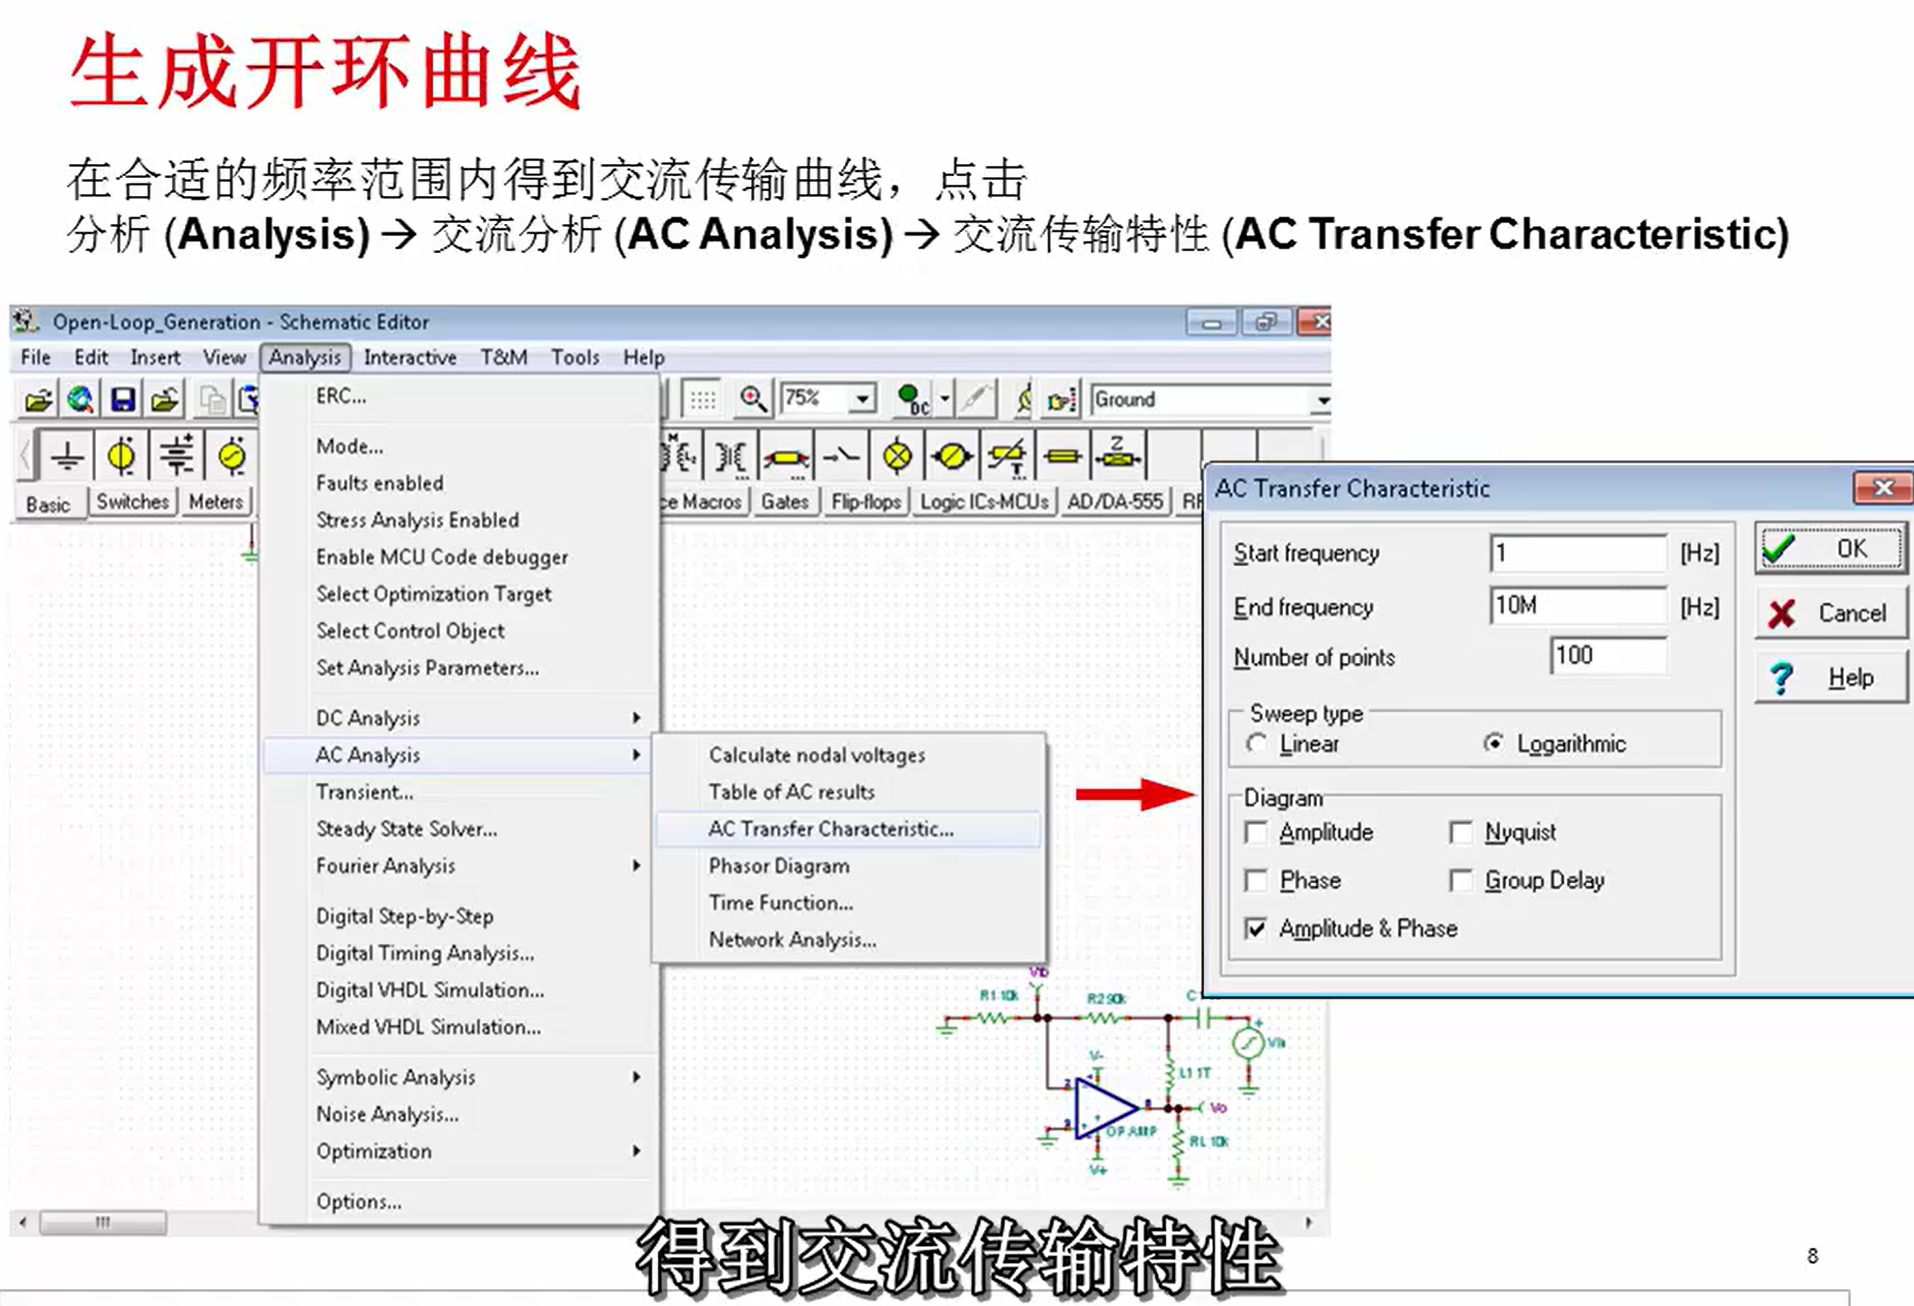 生成开环曲线
在合适的频率范围内得到交流传输曲线，点击
分析 (Analysis) → 交流分析 (AC Analysis) → 交流传输特性 (AC Transfer Characteristic)
Open-Loop_Generation - Schematic Editor
File Edit Insert View Analysis Interactive T&M Tools Help
75% DC Ground
Basic Switches Meters
ce Macros Gates Flip-flops Logic ICs-MCUs AD/DA-555
ERC...
Mode...
Faults enabled
Stress Analysis Enabled
Enable MCU Code debugger
Select Optimization Target
Select Control Object
Set Analysis Parameters...
DC Analysis
AC Analysis
Transient...
Steady State Solver...
Fourier Analysis
Digital Step-by-Step
Digital Timing Analysis...
Digital VHDL Simulation...
Mixed VHDL Simulation...
Symbolic Analysis
Noise Analysis...
Optimization
Options...
Calculate nodal voltages
Table of AC results
AC Transfer Characteristic...
Phasor Diagram
Time Function...
Network Analysis...
AC Transfer Characteristic
Start frequency 1 [Hz]
End frequency 10M [Hz]
Number of points 100
OK
Cancel
Help
Sweep type
Linear Logarithmic
Diagram
Amplitude Nyquist
Phase Group Delay
Amplitude & Phase
R1 10k
R2 90k
L1 1T
V-
Vo
OPAMP
RL 10k
V+
得到交流传输特性
8